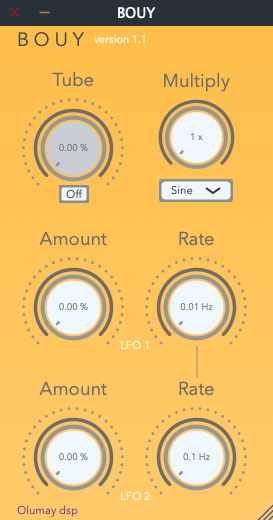 BOUY
BOUY version 1.1
Tube Multiply
0.00 % 1 x
Off Sine
Amount Rate
0.00 % 0.01 Hz
LFO 1
Amount Rate
0.00 % 0.1 Hz
LFO 2
Olumay dsp